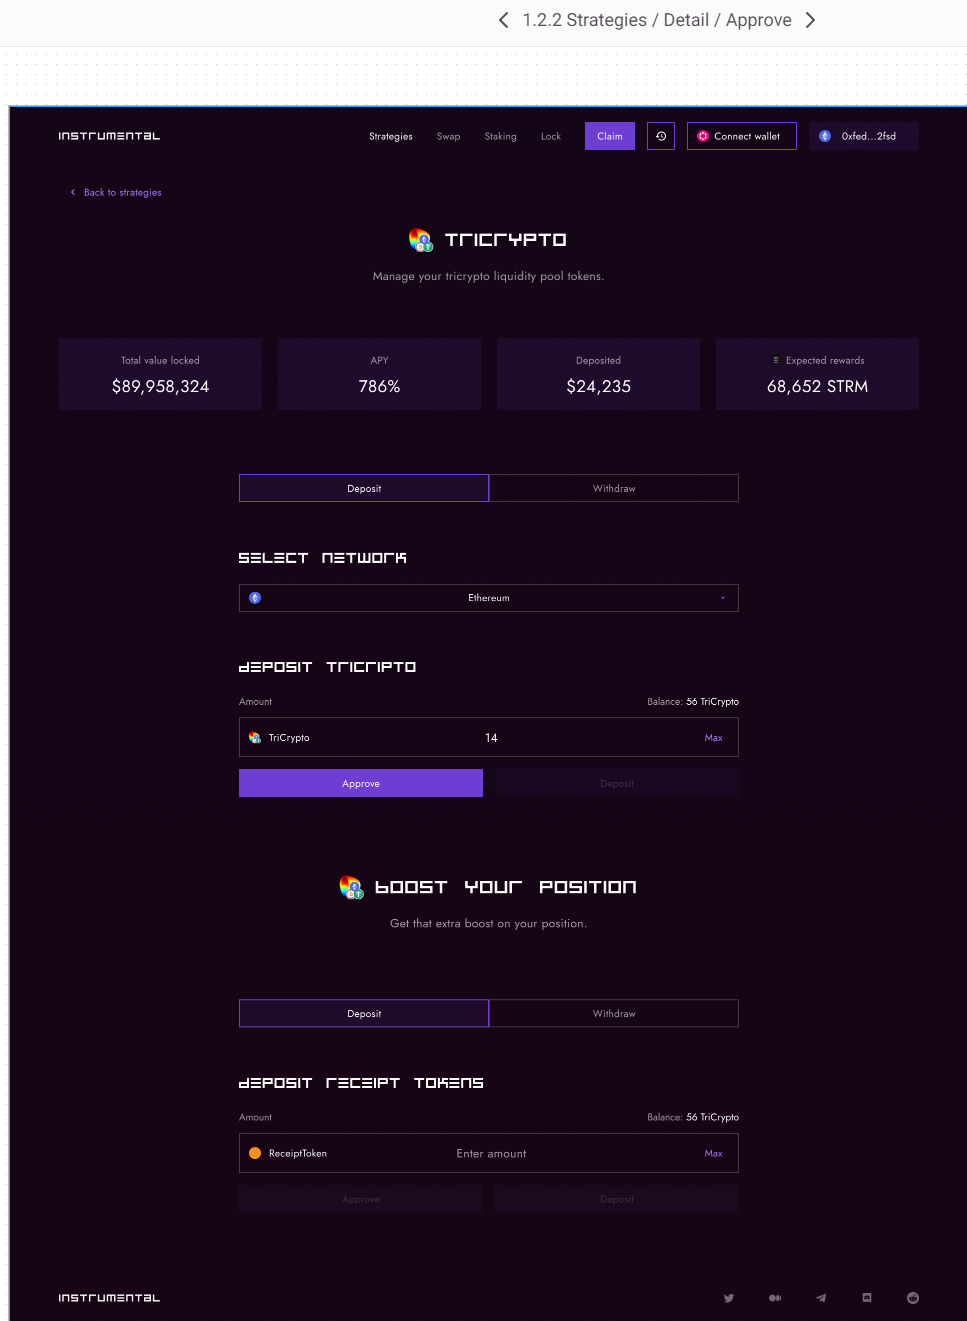 1.2.2 Strategies / Detail / Approve
INSTRUMENTAL
Strategies
Swap
Staking
Lock
Claim
Connect wallet
0xfed...2fsd
Back to strategies
TRICRYPTO
Manage your tricrypto liquidity pool tokens.
Total value locked
$89,958,324
APY
786%
Deposited
$24,235
Expected rewards
68,652 STRM
Deposit
Withdraw
SELECT NETWORK
Ethereum
DEPOSIT TRICRIPTO
Amount
Balance: 56 TriCrypto
TriCrypto
14
Max
Approve
Deposit
BOOST YOUR POSITION
Get that extra boost on your position.
Deposit
Withdraw
DEPOSIT RECEIPT TOKENS
Amount
Balance: 56 TriCrypto
ReceiptToken
Enter amount
Max
Approve
Deposit
INSTRUMENTAL